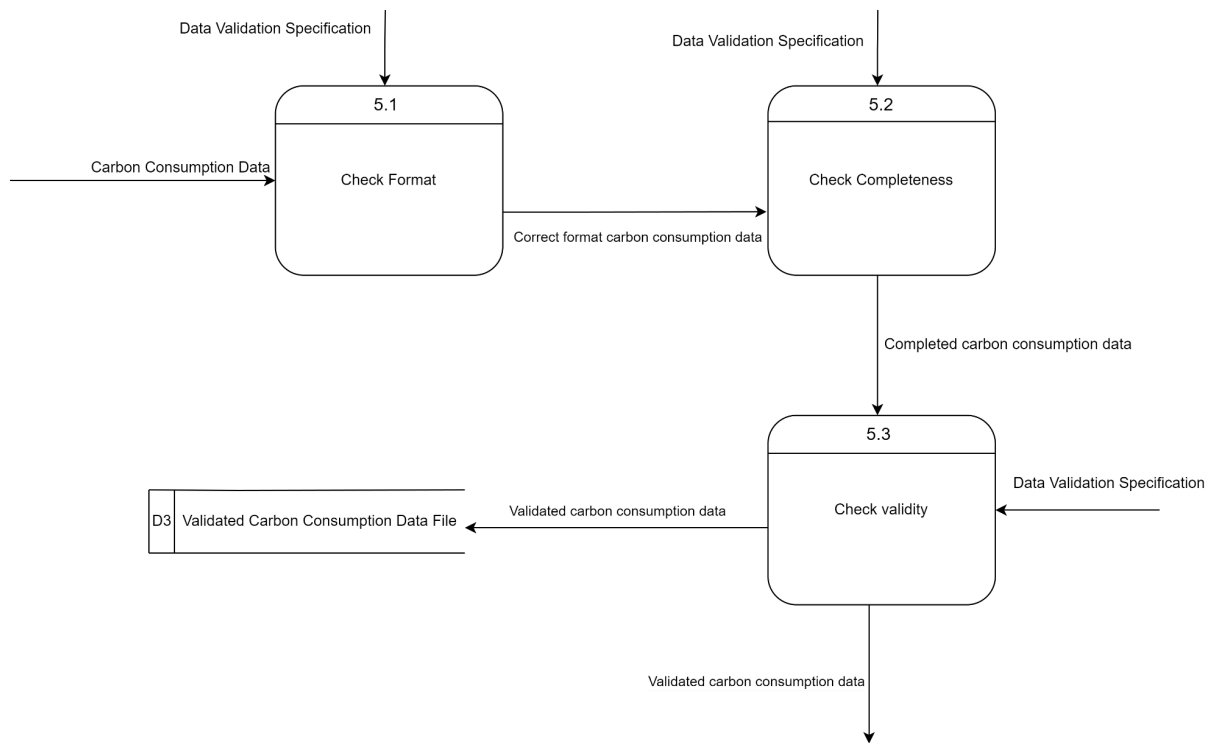 Data Validation Specification
Data Validation Specification
5.1
5.2
Carbon Consumption Data
Check Format
Check Completeness
Correct format carbon consumption data
Completed carbon consumption data
5.3
Data Validation Specification
Check validity
Validated carbon consumption data
D3 Validated Carbon Consumption Data File
Validated carbon consumption data